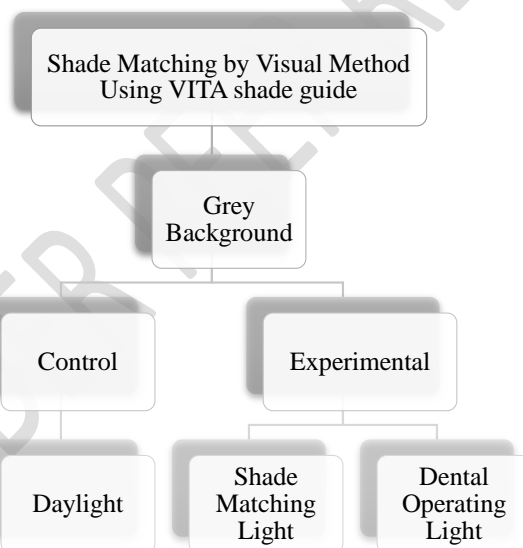 Shade Matching by Visual Method
Using VITA shade guide
Grey
Background
Control
Experimental
Daylight
Shade
Matching
Light
Dental
Operating
Light